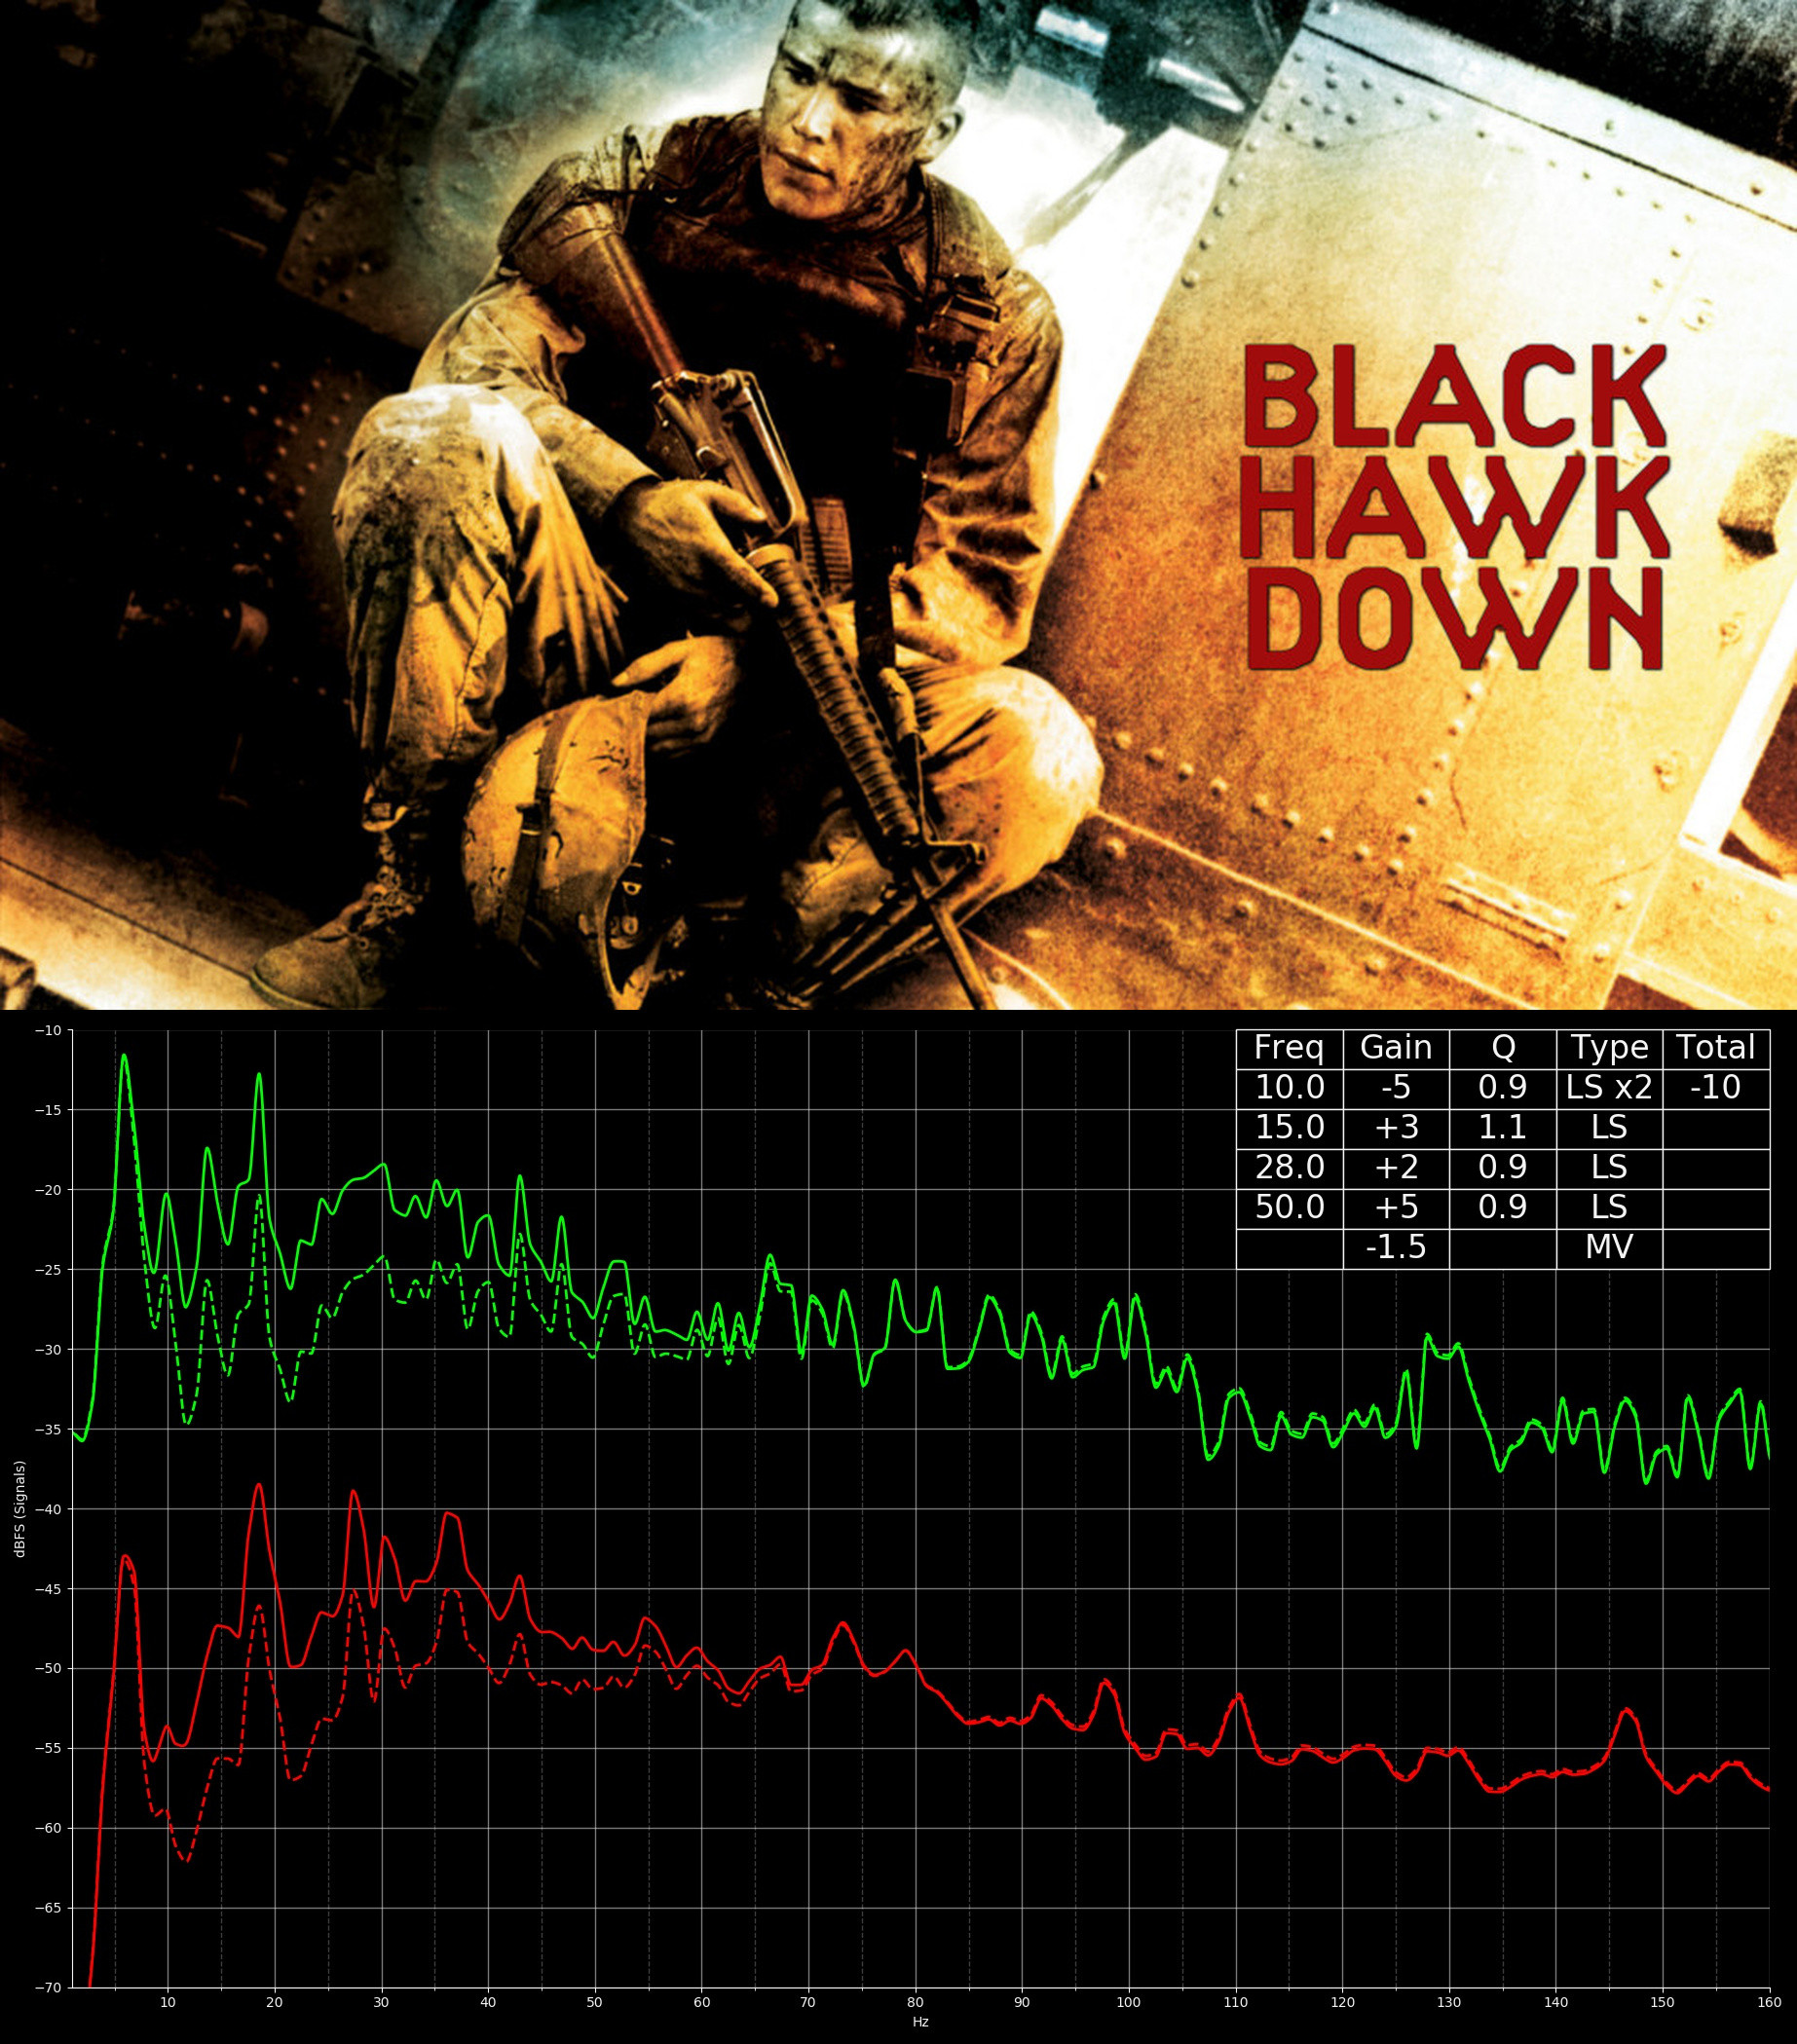 BLACK
HAWK
DOWN
Freq Gain Q Type Total
10.0 -5 0.9 LS x2 -10
15.0 +3 1.1 LS
28.0 +2 0.9 LS
50.0 +5 0.9 LS
-1.5 MV
−10
−15
−20
−25
−30
−35
−40
−45
−50
−55
−60
−65
−70
dBFS (Signals)
10 20 30 40 50 60 70 80 90 100 110 120 130 140 150 160
Hz